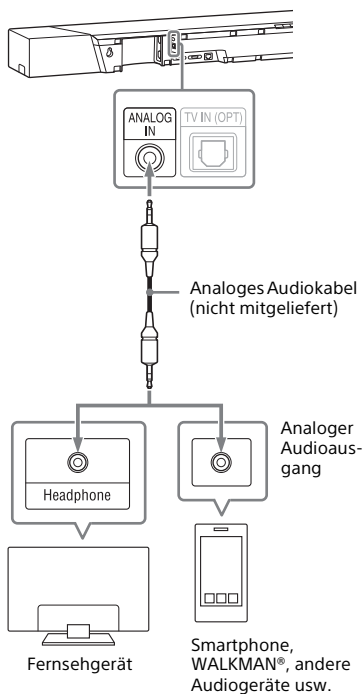 ANALOG
IN
TV IN (OPT)
Analoges Audiokabel
(nicht mitgeliefert)
Analoger
Audioaus-
gang
Headphone
Fernsehgerät
Smartphone,
WALKMAN®, andere
Audiogeräte usw.